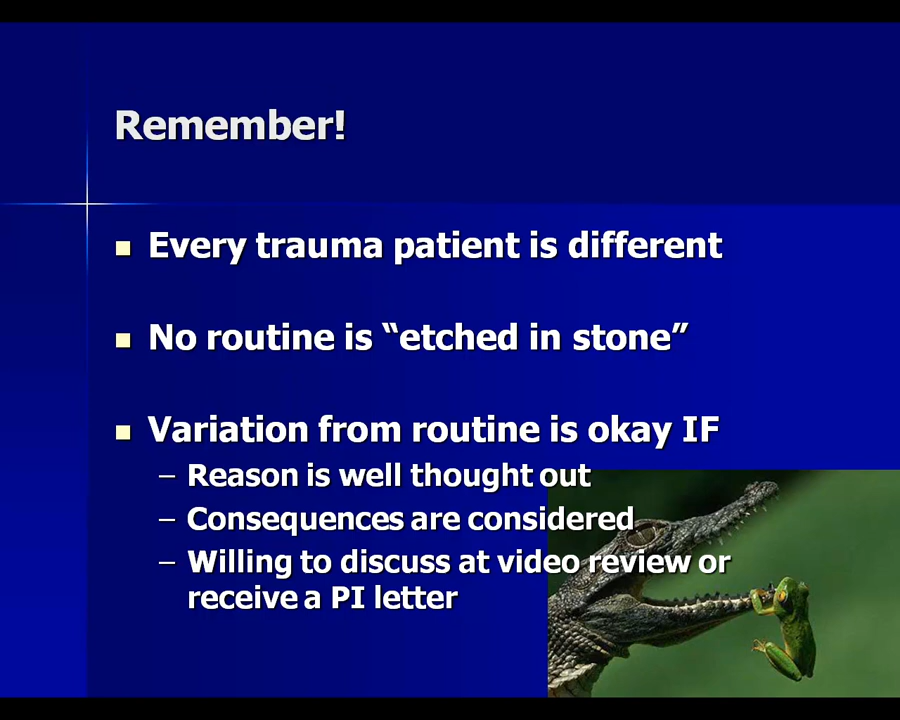 Remember!
Every trauma patient is different
No routine is “etched in stone”
Variation from routine is okay IF
– Reason is well thought out
– Consequences are considered
– Willing to discuss at video review or
receive a PI letter